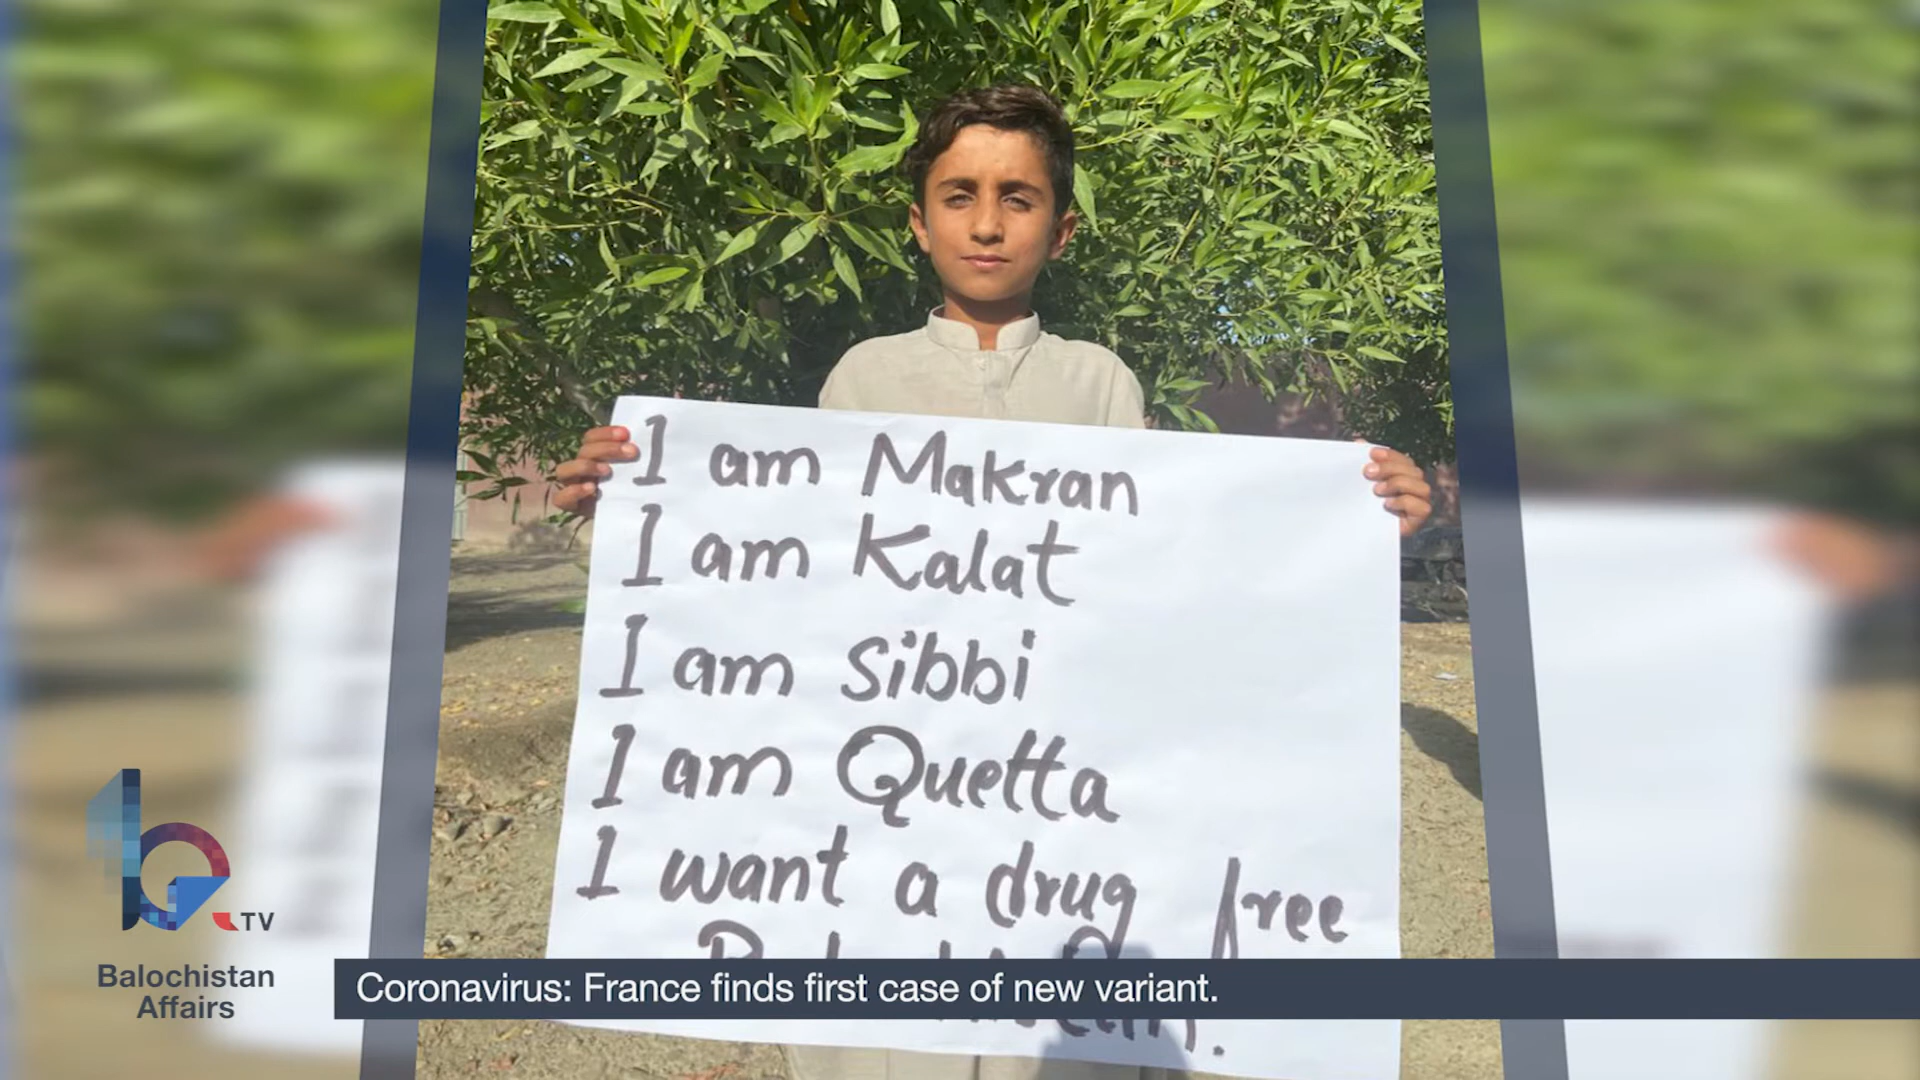 I am Makran
I am Kalat
I am Sibbi
I am Quetta
I want a drug free
TV
Balochistan
Affairs
Coronavirus: France finds first case of new variant.